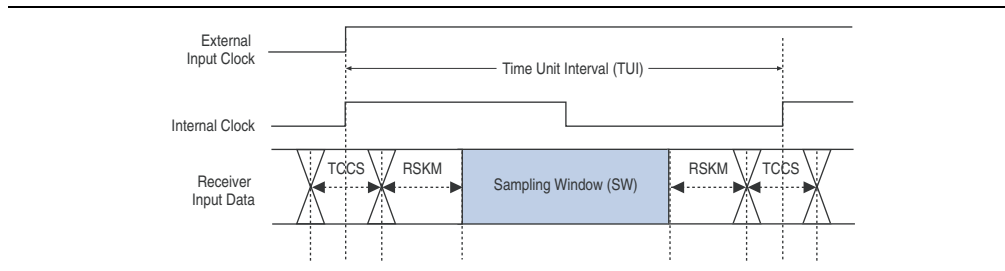 External
Input Clock
Time Unit Interval (TUI)
Internal Clock
TCCS
RSKM
RSKM
TCCS
Receiver
Input Data
Sampling Window (SW)